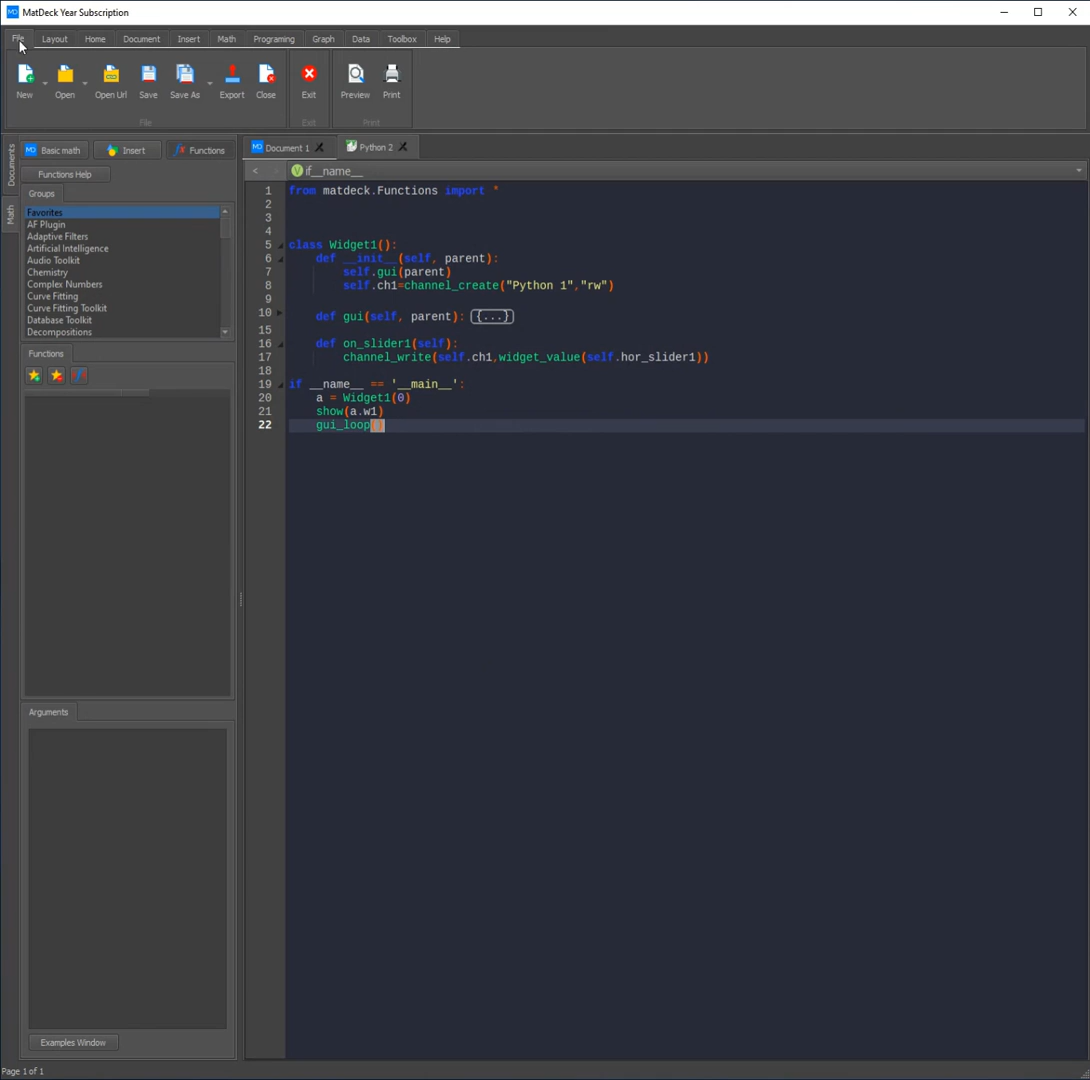 MatDeck Year Subscription
File Layout Home Document Insert Math Programing Graph Data Toolbox Help
New Open Open Url Save Save As Export Close Exit Preview Print
File Exit Print
Documents
Math
MD Basic math Insert fx Functions
Functions Help
Groups
Favorites
AF Plugin
Adaptive Filters
Artificial Intelligence
Audio Toolkit
Chemistry
Complex Numbers
Curve Fitting
Curve Fitting Toolkit
Database Toolkit
Decompositions
Functions
Arguments
Examples Window
MD Document 1 Python 2
< V if__name__
1 from matdeck.Functions import *
2
3
4
5 class Widget1():
6 def __init__(self, parent):
7 self.gui(parent)
8 self.ch1=channel_create("Python 1","rw")
9
10 def gui(self, parent): {...}
15
16 def on_slider1(self):
17 channel_write(self.ch1,widget_value(self.hor_slider1))
18
19 if __name__ == '__main__':
20 a = Widget1(0)
21 show(a.w1)
22 gui_loop()
Page 1 of 1